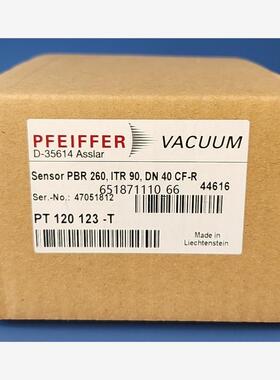 PFEIFFER VACUUM
D-35614 Asslar
Sensor PBR 260, ITR 90, DN 40 CF-R
651871110 66 44616
Ser.-No.: 47051812
PT 120 123 -T
Made in
Liechtenstein